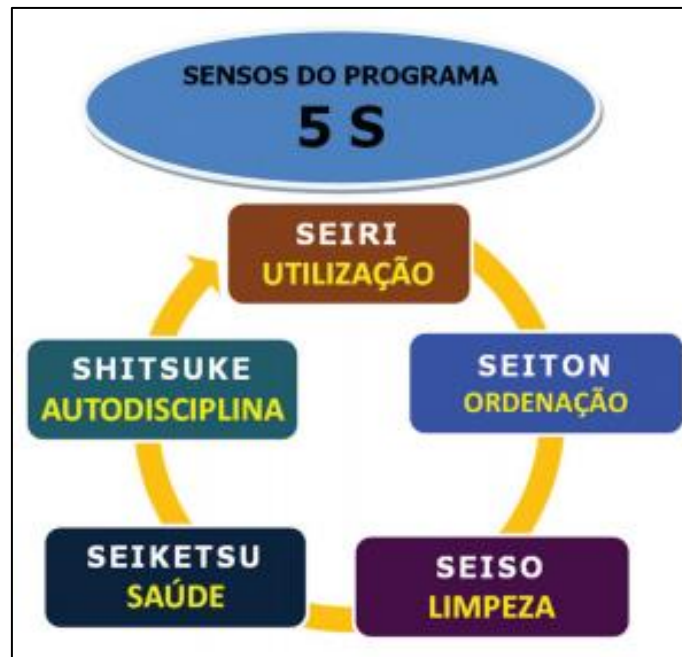 SENSOS DO PROGRAMA
5 S
SEIRI
UTILIZAÇÃO
SEITON
ORDENAÇÃO
SEISO
LIMPEZA
SEIKETSU
SAÚDE
SHITSUKE
AUTODISCIPLINA